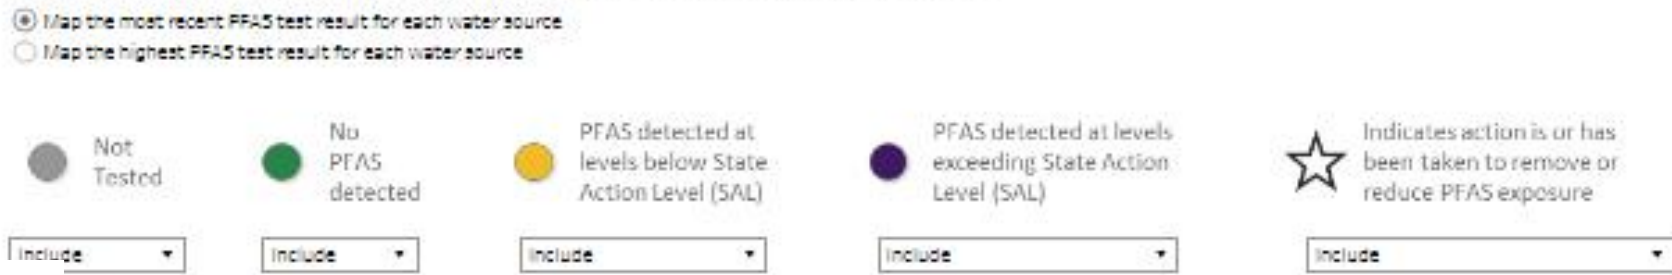 Map the most recent PFAS test result for each water source
Map the highest PFAS test result for each water source
Not
Tested
No
PFAS
detected
PFAS detected at
levels below State
Action Level (SAL)
PFAS detected at levels
exceeding State Action
Level (SAL)
Indicates action is or has
been taken to remove or
reduce PFAS exposure
Include
Include
Include
Include
Include